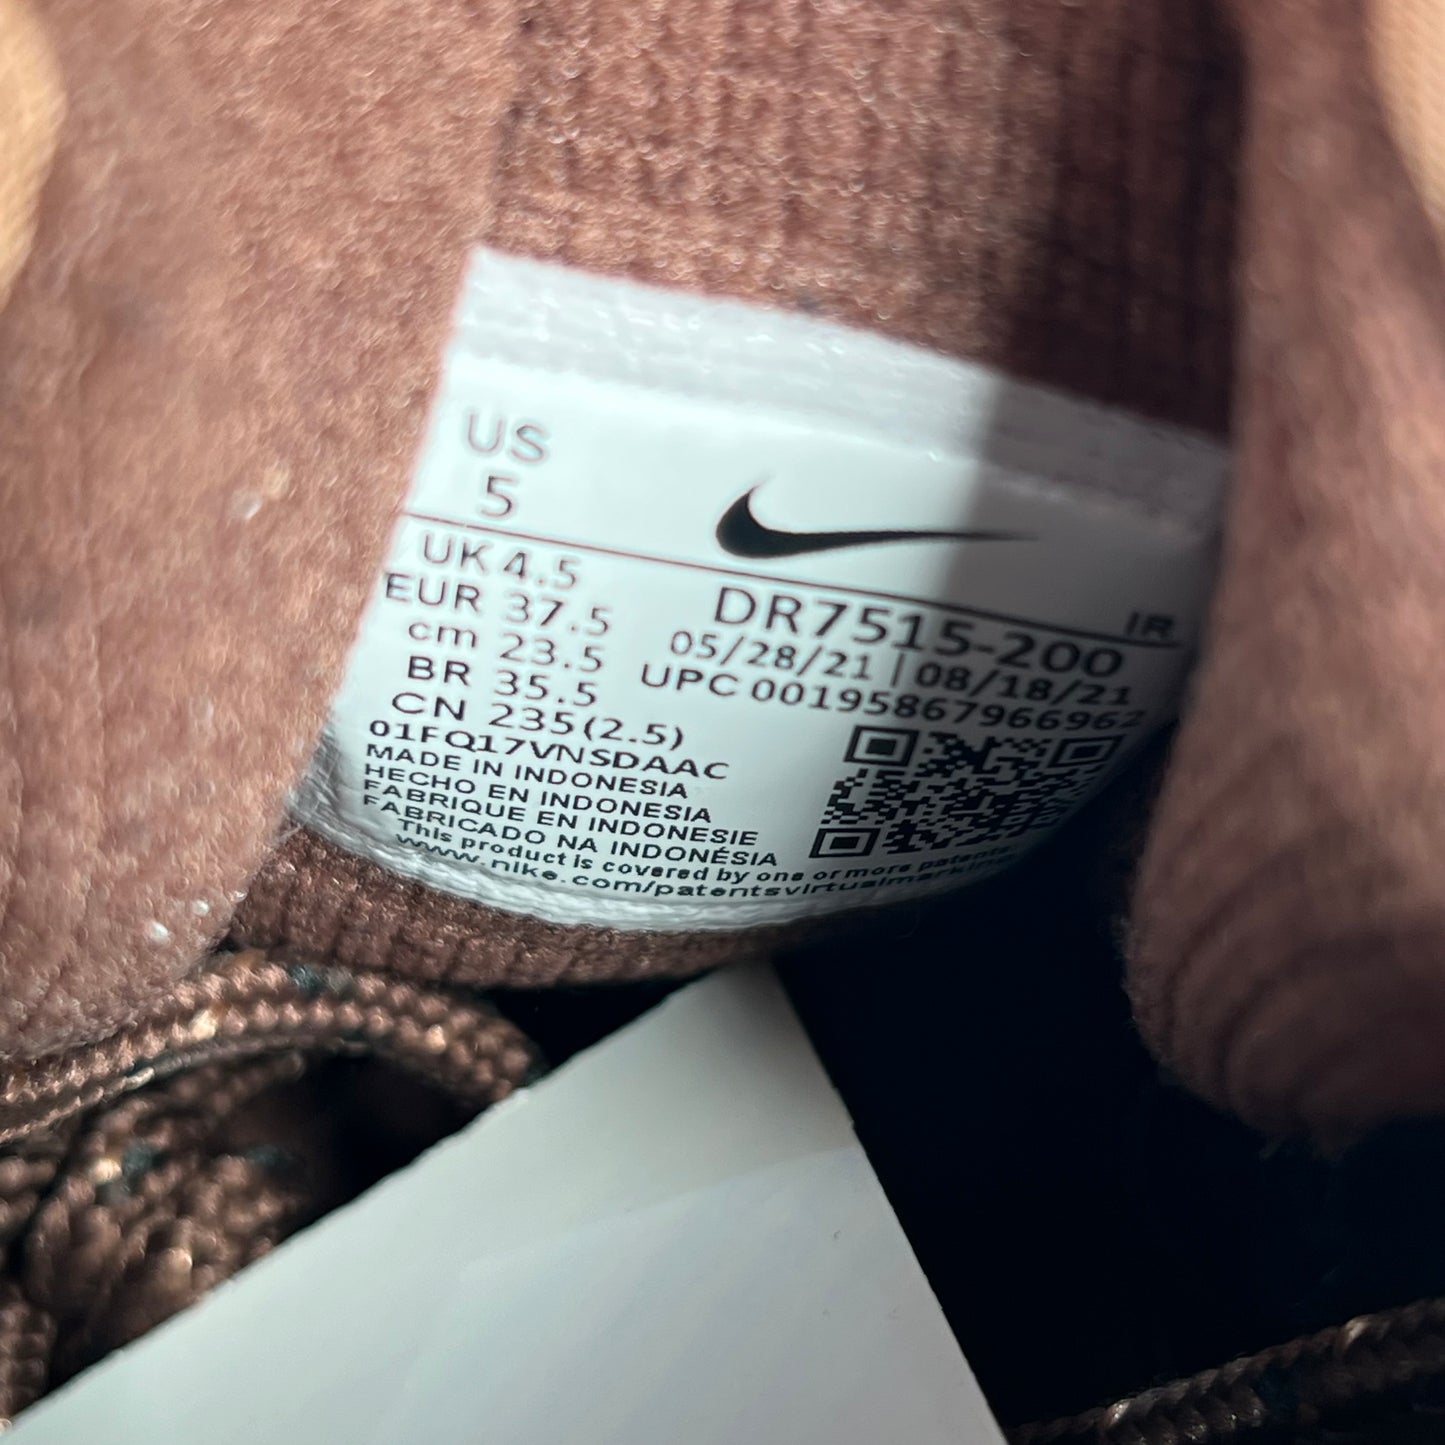 US
5
UK 4.5
EUR 37.5
cm 23.5
BR 35.5
CN 235(2.5)
01FQ17VNSDAAC
MADE IN INDONESIA
HECHO EN INDONESIA
FABRIQUE EN INDONESIE
FABRICADO NA INDONÉSIA
This product is covered by one or more patents.
www.nike.com/patentsvirtualmarking
IR
DR7515-200
05/28/21 | 08/18/21
UPC 00195867966962